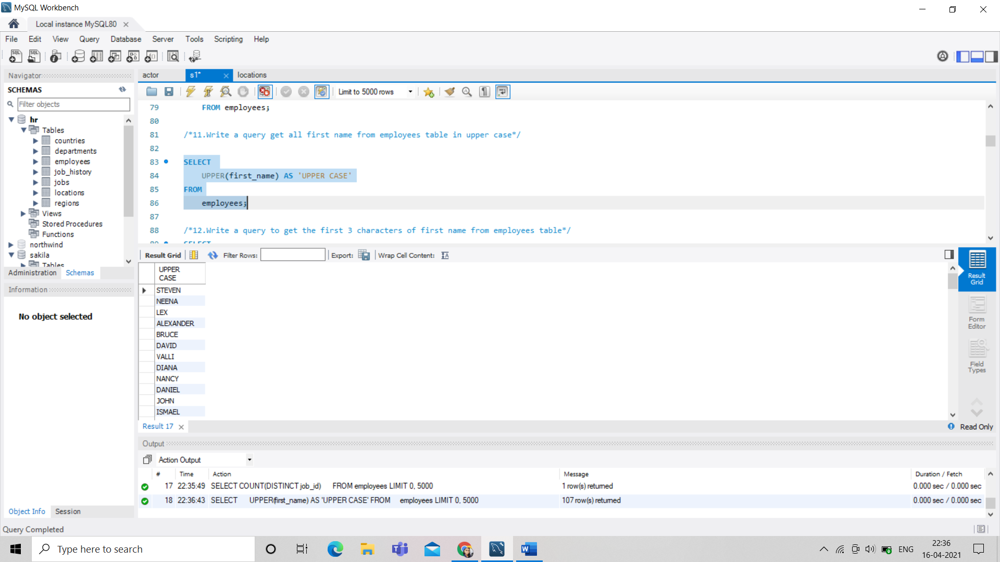 MySQL Workbench
Local instance MySQL80
File Edit View Query Database Server Tools Scripting Help
Navigator
SCHEMAS
Filter objects
hr
Tables
countries
departments
employees
job_history
jobs
locations
regions
Views
Stored Procedures
Functions
northwind
sakila
Tables
Administration Schemas
Information
No object selected
Object Info Session
Query Completed
actor s1* locations
Limit to 5000 rows
79 FROM employees;
80
81 /*11.Write a query get all first name from employees table in upper case*/
82
83 SELECT
84 UPPER(first_name) AS 'UPPER CASE'
85 FROM
86 employees;
87
88 /*12.Write a query to get the first 3 characters of first name from employees table*/
89 SELECT
Result Grid Filter Rows: Export: Wrap Cell Content:
UPPER
CASE
STEVEN
NEENA
LEX
ALEXANDER
BRUCE
DAVID
VALLI
DIANA
NANCY
DANIEL
JOHN
ISMAEL
Result
Grid
Form
Editor
Field
Types
Result 17
Read Only
Output
Action Output
# Time Action Message Duration / Fetch
17 22:35:49 SELECT COUNT(DISTINCT job_id) FROM employees LIMIT 0, 5000 1 row(s) returned 0.000 sec / 0.000 sec
18 22:36:43 SELECT UPPER(first_name) AS 'UPPER CASE' FROM employees LIMIT 0, 5000 107 row(s) returned 0.000 sec / 0.000 sec
Type here to search
ENG
22:36
16-04-2021